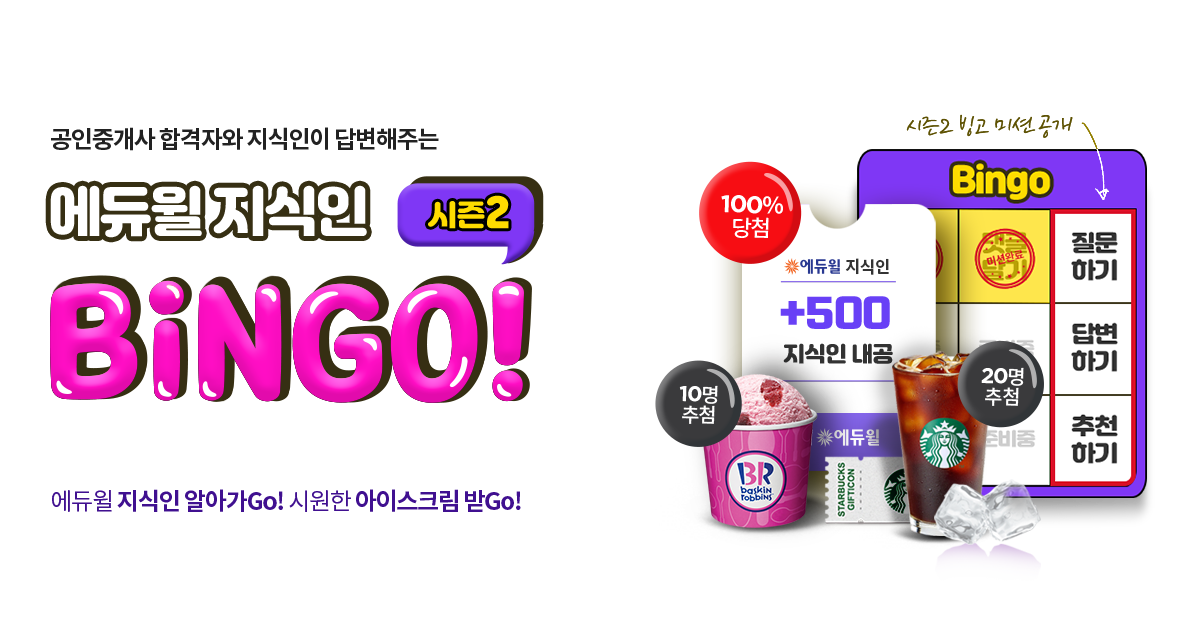 공인중개사 합격자와 지식인이 답변해주는
에듀윌 지식인
시즌2
BiNGO!
에듀윌 지식인 알아가Go! 시원한 아이스크림 받Go!
시즌2 빙고 미션 공개
Bingo
100%
당첨
에듀윌 지식인
+500
지식인 내공
에듀윌
미션완료
질문
하기
답변
하기
추천
하기
준비중
10명
추첨
20명
추첨
BR
baskin
robbins
STARBUCKS
GIFTICON